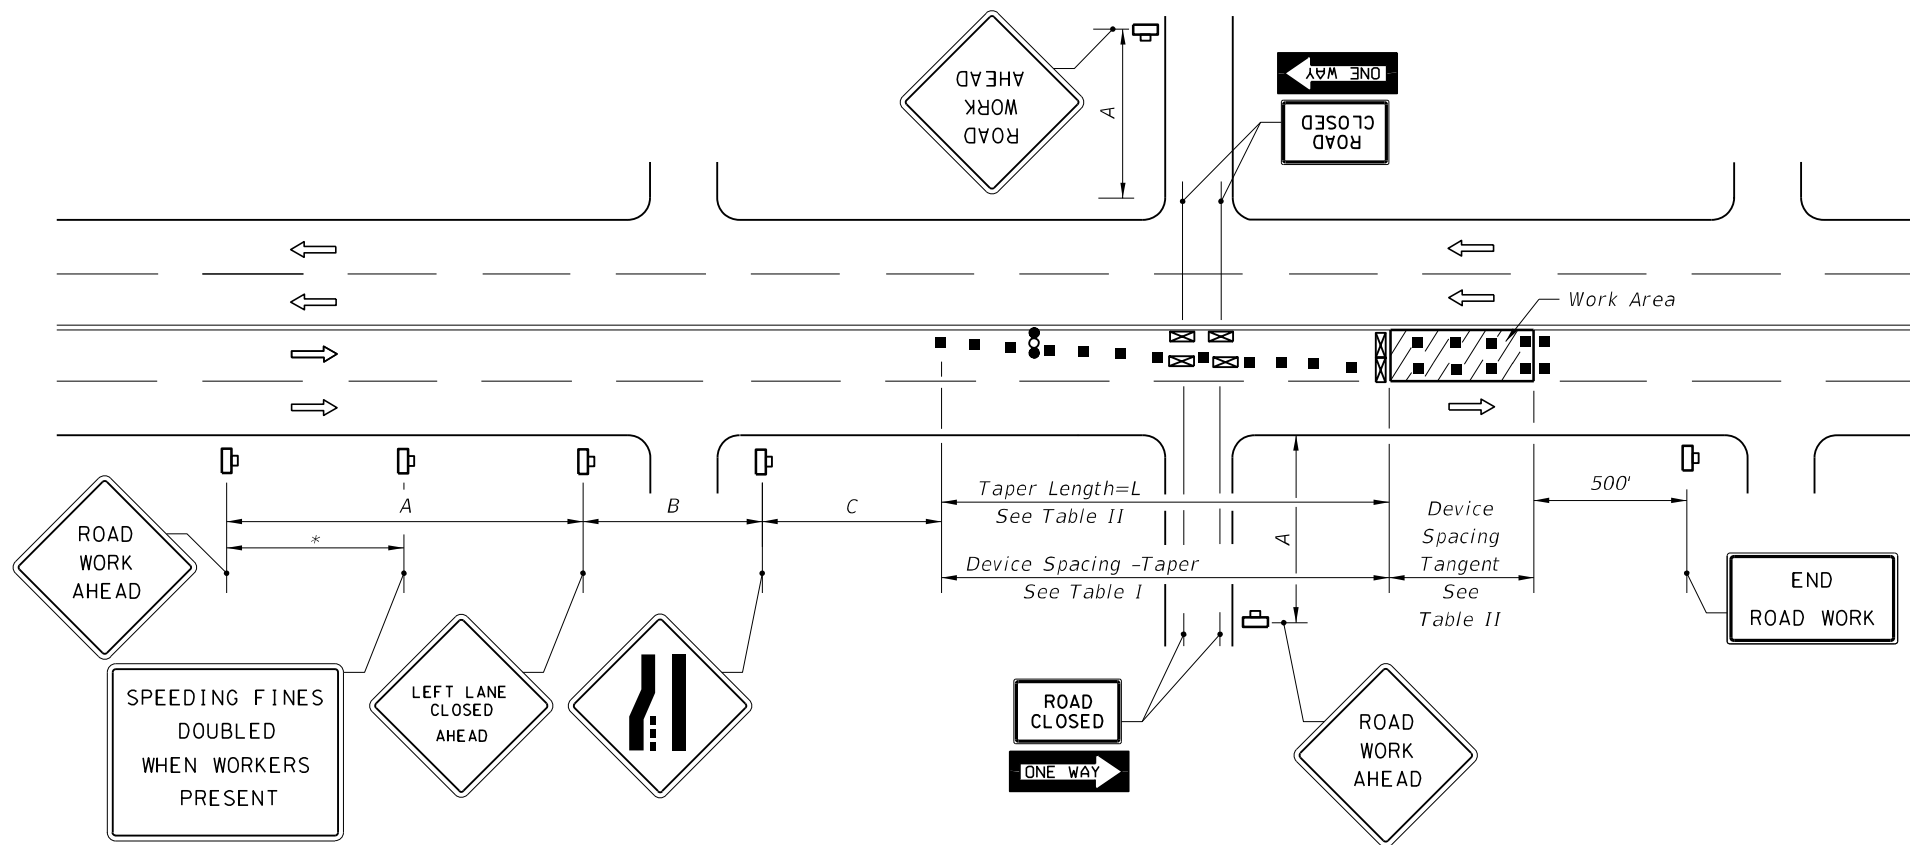 ROAD
WORK
AHEAD
A
ONE WAY
ROAD
CLOSED
Work Area
A
*
B
C
Taper Length=L
See Table II
Device Spacing -Taper
See Table I
A
Device
Spacing
Tangent
See
Table II
500'
ROAD
WORK
AHEAD
SPEEDING FINES
DOUBLED
WHEN WORKERS
PRESENT
LEFT LANE
CLOSED
AHEAD
ROAD
CLOSED
ONE WAY
ROAD
WORK
AHEAD
END
ROAD WORK